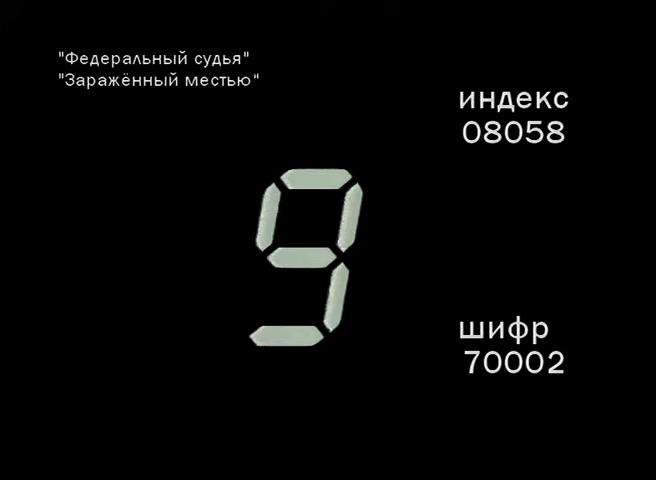 "Федеральный судья"
"Заражённый местью"
индекс
08058
9
шифр
70002